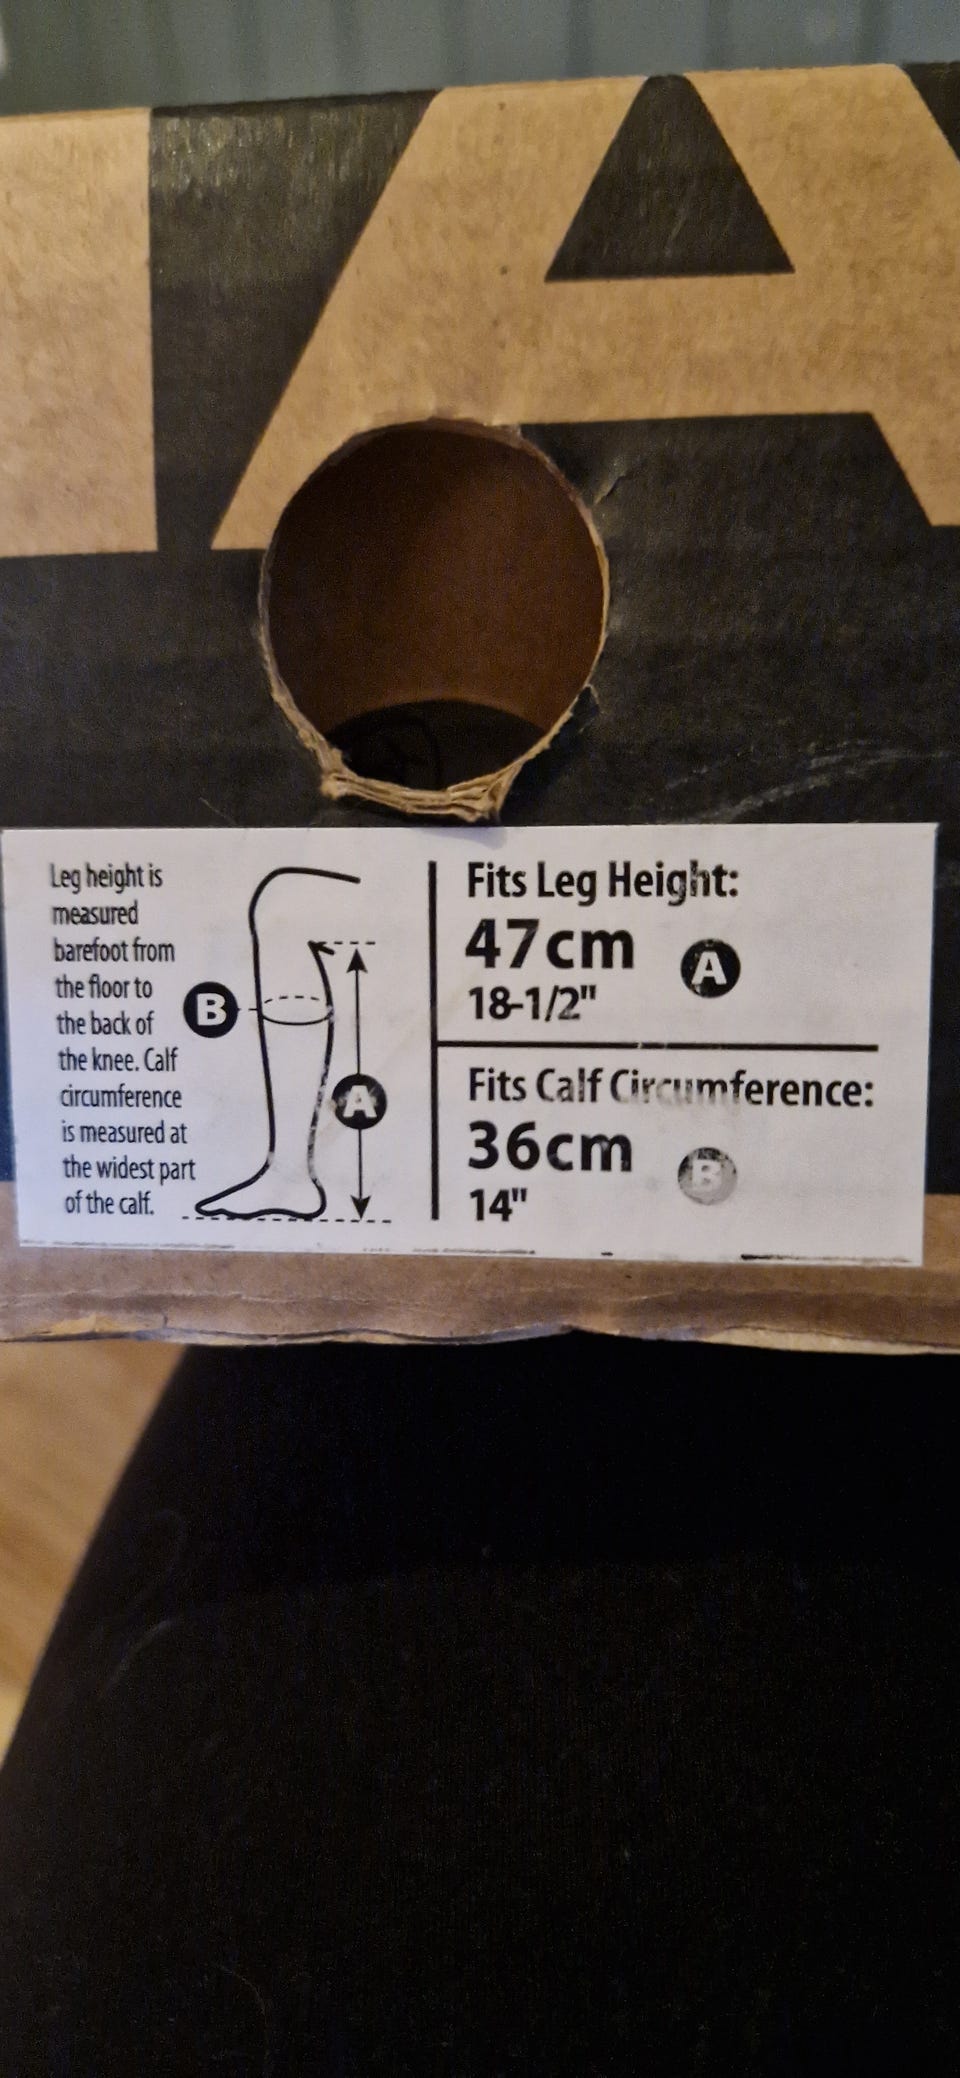 A
Leg height is
measured
barefoot from
the floor to
the back of
the knee. Calf
circumference
is measured at
the widest part
of the calf.
B
A
Fits Leg Height:
47cm
A
18-1/2"
Fits Calf Circumference:
36cm
B
14"